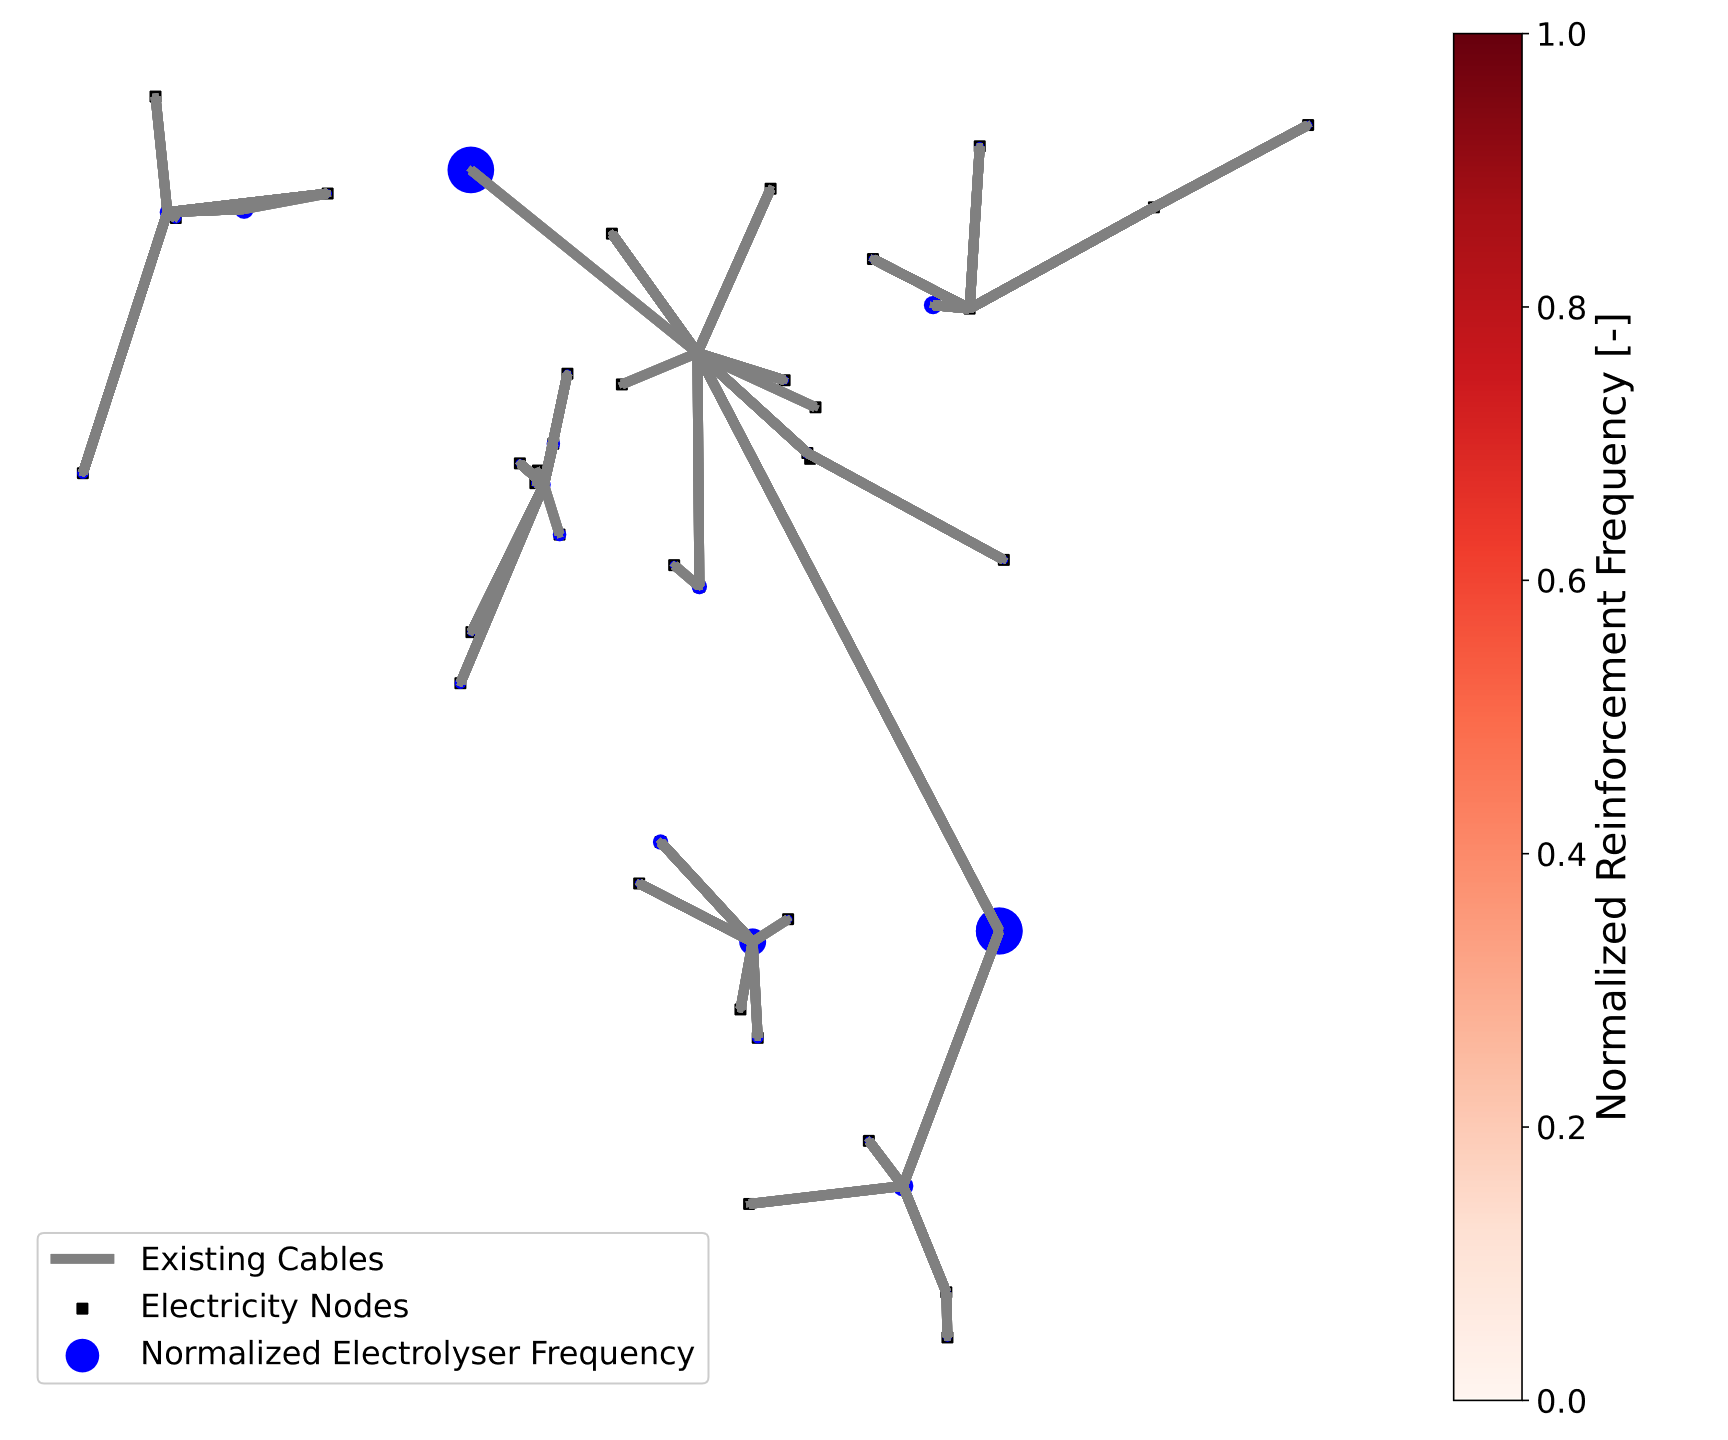 1.0
0.8
0.6
0.4
0.2
0.0
Normalized Reinforcement Frequency [-]
Existing Cables
Electricity Nodes
Normalized Electrolyser Frequency